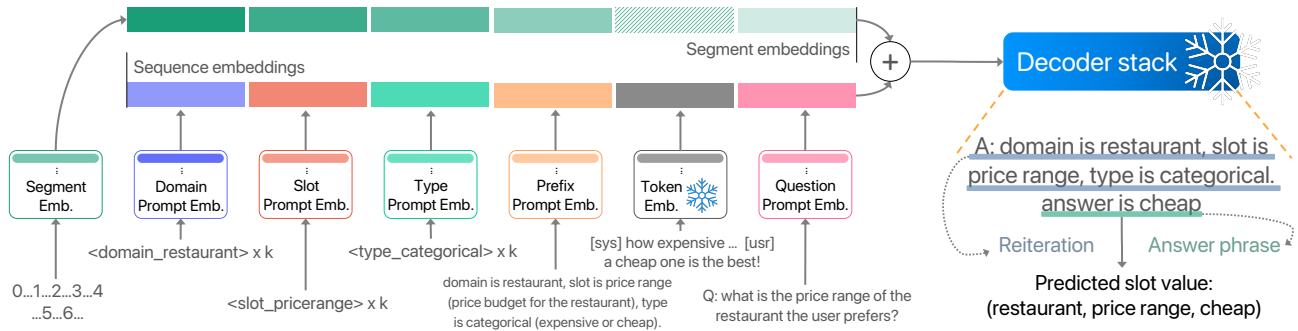 Segment embeddings
Sequence embeddings
+
Decoder stack
Segment
Emb.
Domain
Prompt Emb.
Slot
Prompt Emb.
Type
Prompt Emb.
Prefix
Prompt Emb.
Token
Emb.
Question
Prompt Emb.
0...1...2...3...4
...5...6...
<domain_restaurant> x k
<slot_pricerange> x k
<type_categorical> x k
domain is restaurant, slot is price range
(price budget for the restaurant), type
is categorical (expensive or cheap).
[sys] how expensive ... [usr]
a cheap one is the best!
Q: what is the price range of the
restaurant the user prefers?
A: domain is restaurant, slot is
price range, type is categorical.
answer is cheap
Reiteration
Answer phrase
Predicted slot value:
(restaurant, price range, cheap)